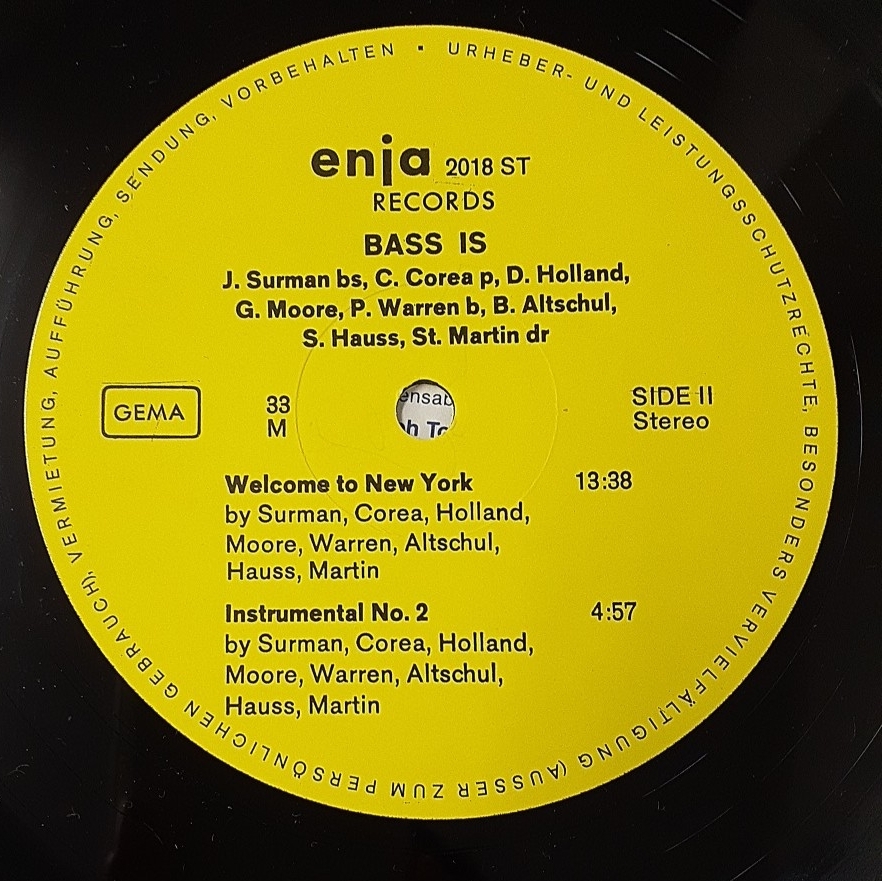 URHEBER- UND LEISTUNGSSCHUTZRECHTE, BESONDERS VERVIELFÄLTIGUNG (AUSSER ZUM PERSÖNLICHEN GEBRAUCH), VERMIETUNG, AUFFÜHRUNG, SENDUNG, VORBEHALTEN ▪
enja 2018 ST
RECORDS
BASS IS
J. Surman bs, C. Corea p, D. Holland,
G. Moore, P. Warren b, B. Altschul,
S. Hauss, St. Martin dr
GEMA
33
M
SIDE II
Stereo
Welcome to New York 13:38
by Surman, Corea, Holland,
Moore, Warren, Altschul,
Hauss, Martin
Instrumental No. 2 4:57
by Surman, Corea, Holland,
Moore, Warren, Altschul,
Hauss, Martin